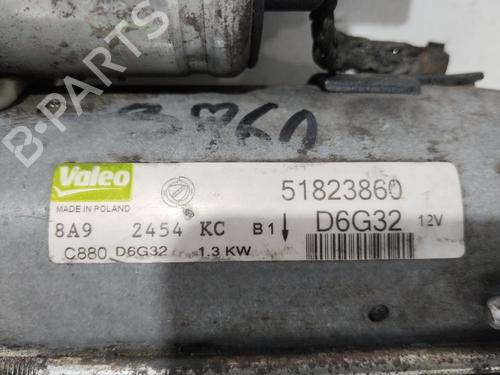 B-PARTS
Valeo
MADE IN POLAND
51823860
8A9 2454 KC B1 D6G32 12V
C880 D6G32 1.3 KW